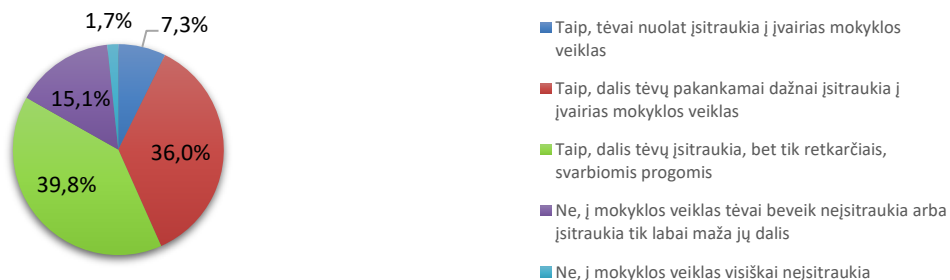 1,7%
7,3%
15,1%
36,0%
39,8%
Taip, tėvai nuolat įsitraukia į įvairias mokyklos
veiklas
Taip, dalis tėvų pakankamai dažnai įsitraukia į
įvairias mokyklos veiklas
Taip, dalis tėvų įsitraukia, bet tik retkarčiais,
svarbiomis progomis
Ne, į mokyklos veiklas tėvai beveik neįsitraukia arba
įsitraukia tik labai maža jų dalis
Ne, į mokyklos veiklas visiškai neįsitraukia